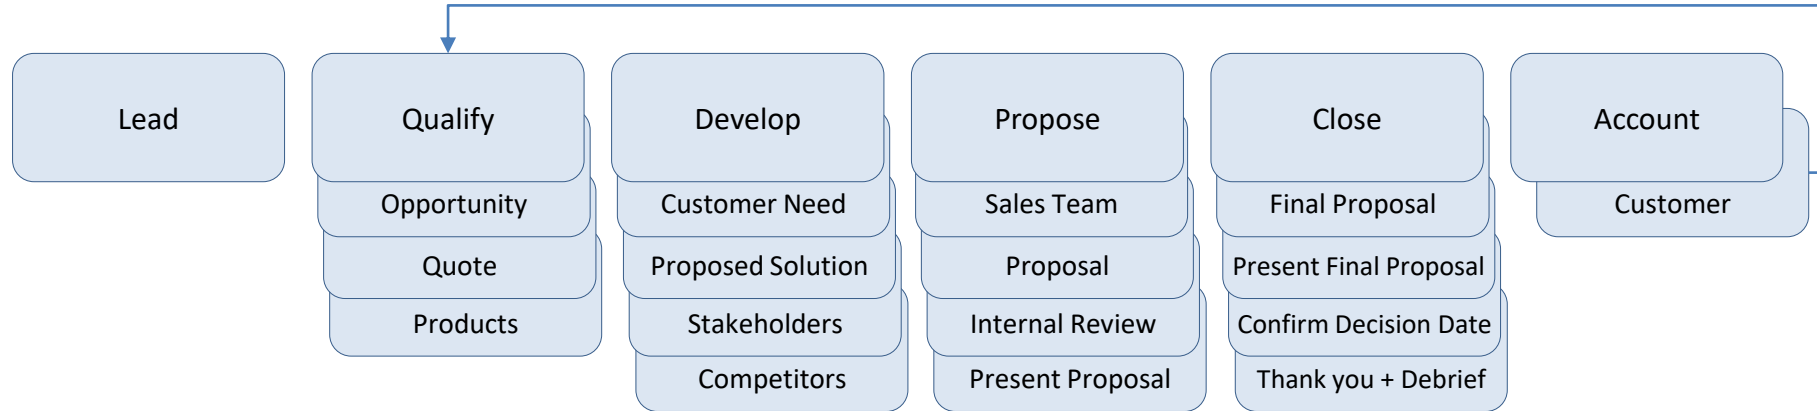 Lead
Qualify
Opportunity
Quote
Products
Develop
Customer Need
Proposed Solution
Stakeholders
Competitors
Propose
Sales Team
Proposal
Internal Review
Present Proposal
Close
Final Proposal
Present Final Proposal
Confirm Decision Date
Thank you + Debrief
Account
Customer